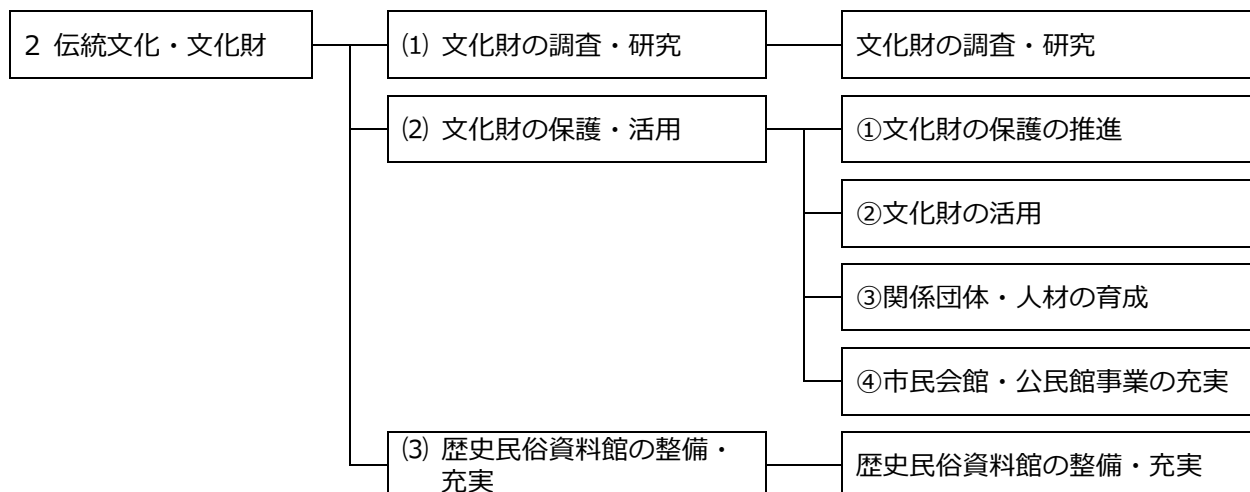 2 伝統文化・文化財
⑴ 文化財の調査・研究
文化財の調査・研究
⑵ 文化財の保護・活用
①文化財の保護の推進
②文化財の活用
③関係団体・人材の育成
④市民会館・公民館事業の充実
⑶ 歴史民俗資料館の整備・
充実
歴史民俗資料館の整備・充実